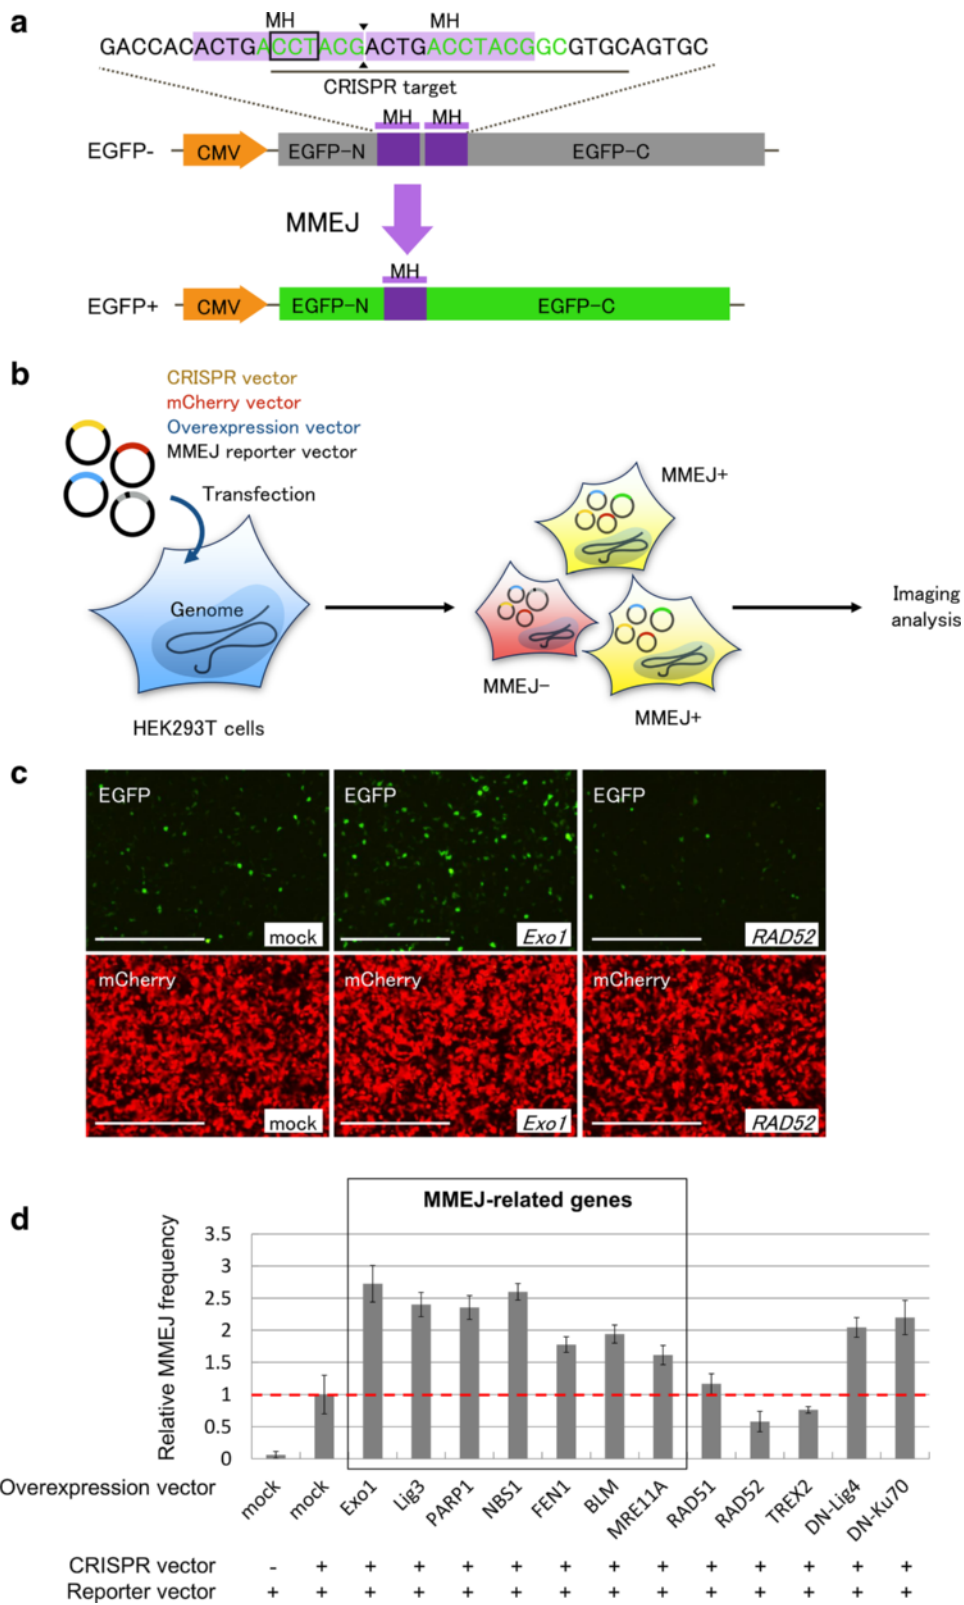 a
MH MH
GACCACACTGACCTACGACTGACCTACGGCGTGCAGTGC
CRISPR target
MH MH
EGFP- CMV EGFP-N EGFP-C
MMEJ
MH
EGFP+ CMV EGFP-N EGFP-C
b
CRISPR vector
mCherry vector
Overexpression vector
MMEJ reporter vector
Transfection
Genome
HEK293T cells
MMEJ+
MMEJ-
MMEJ+
Imaging
analysis
c
EGFP EGFP EGFP
mock Exo1 RAD52
mCherry mCherry mCherry
mock Exo1 RAD52
d
MMEJ-related genes
Relative MMEJ frequency
3.5
3
2.5
2
1.5
1
0.5
0
Overexpression vector mock mock Exo1 Lig3 PARP1 NBS1 FEN1 BLM MRE11A RAD51 RAD52 TREX2 DN-Lig4 DN-Ku70
CRISPR vector - + + + + + + + + + + + + +
Reporter vector + + + + + + + + + + + + + +